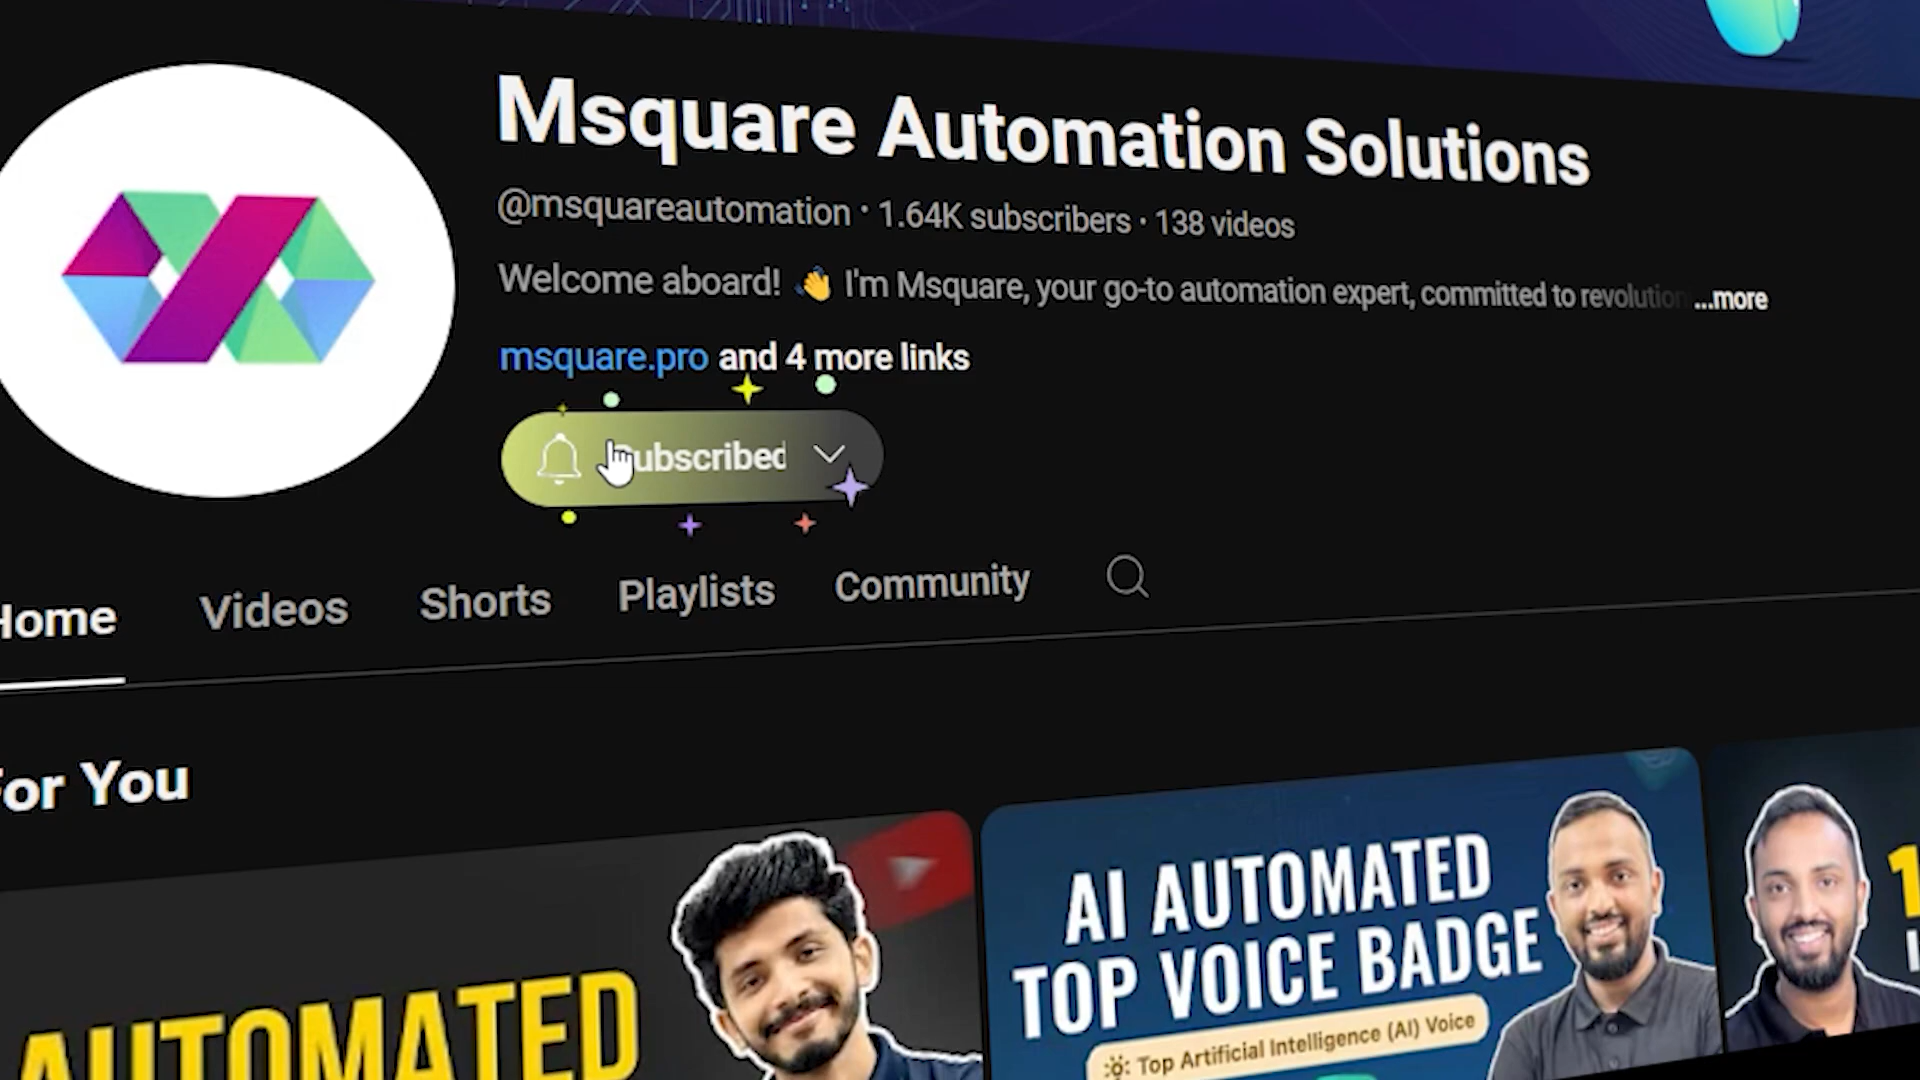 Msquare Automation Solutions
@msquareautomation • 1.64K subscribers • 138 videos
Welcome aboard! 👋 I'm Msquare, your go-to automation expert, committed to revolution ...more
msquare.pro and 4 more links
Subscribed
Home Videos Shorts Playlists Community
For You
AUTOMATED
AI AUTOMATED
TOP VOICE BADGE
Top Artificial Intelligence (AI) Voice